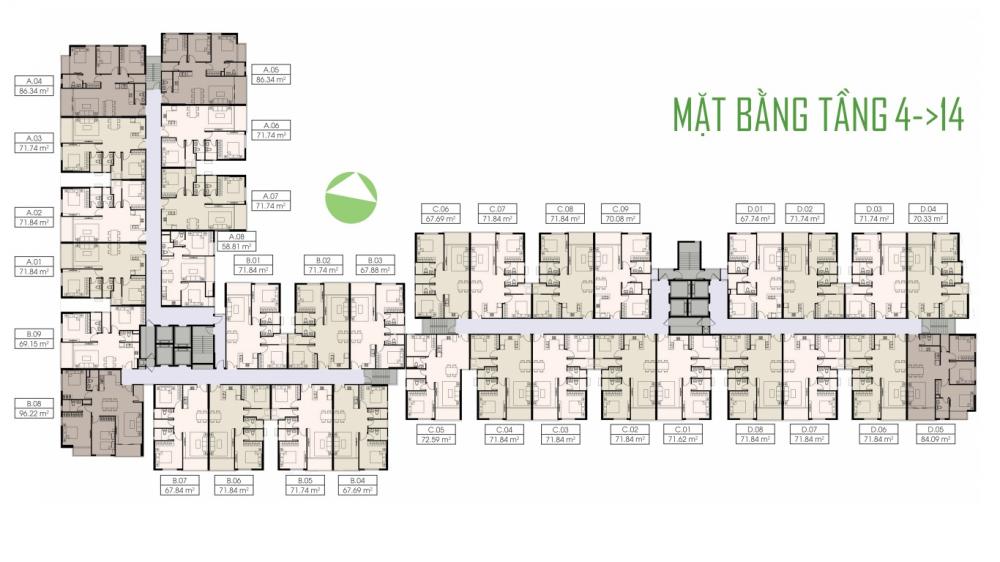 MẶT BẰNG TẦNG 4->14
A.04
86.34 m²
A.05
86.34 m²
A.03
71.74 m²
A.06
71.74 m²
A.02
71.84 m²
A.07
71.74 m²
A.01
71.84 m²
A.08
58.81 m²
B.01
71.84 m²
B.02
71.74 m²
B.03
67.88 m²
B.09
69.15 m²
B.08
96.22 m²
B.07
67.84 m²
B.06
71.84 m²
B.05
71.74 m²
B.04
67.69 m²
C.06
67.69 m²
C.07
71.84 m²
C.08
71.84 m²
C.09
70.08 m²
D.01
67.74 m²
D.02
71.74 m²
D.03
71.74 m²
D.04
70.33 m²
C.05
72.59 m²
C.04
71.84 m²
C.03
71.84 m²
C.02
71.84 m²
C.01
71.62 m²
D.08
71.84 m²
D.07
71.84 m²
D.06
71.84 m²
D.05
84.09 m²